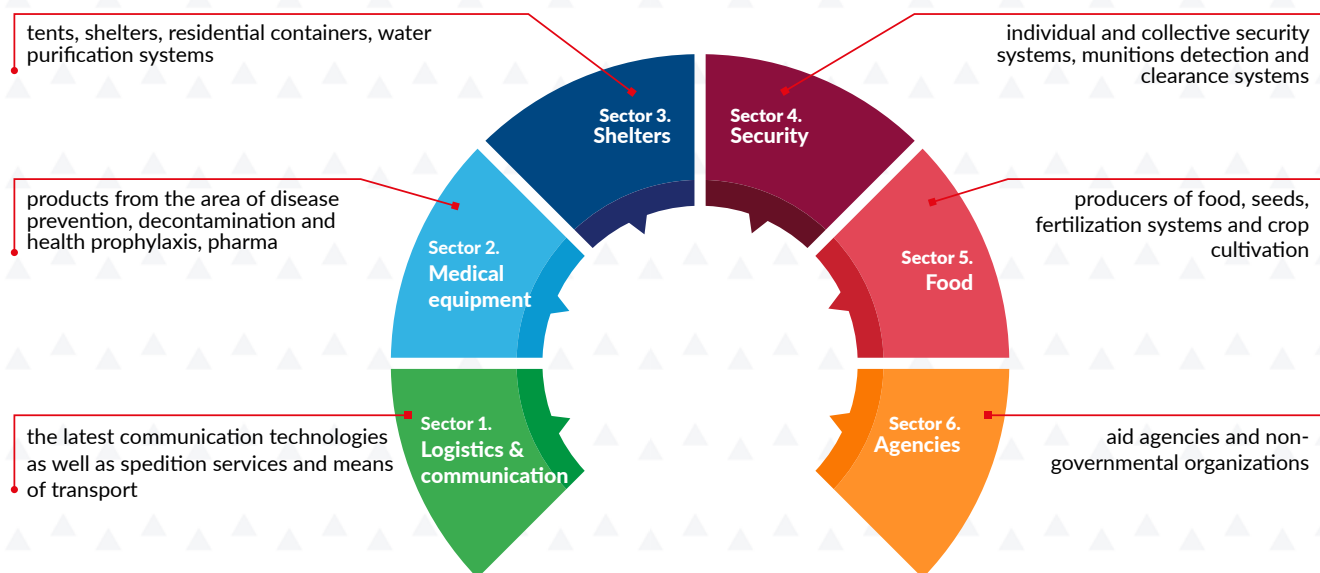 tents, shelters, residential containers, water
purification systems
individual and collective security
systems, munitions detection and
clearance systems
Sector 3.
Shelters
Sector 4.
Security
products from the area of disease
prevention, decontamination and
health prophylaxis, pharma
Sector 2.
Medical
equipment
Sector 5.
Food
producers of food, seeds,
fertilization systems and crop
cultivation
the latest communication technologies
as well as spedition services and means
of transport
Sector 1.
Logistics &
communication
Sector 6.
Agencies
aid agencies and non-
governmental organizations